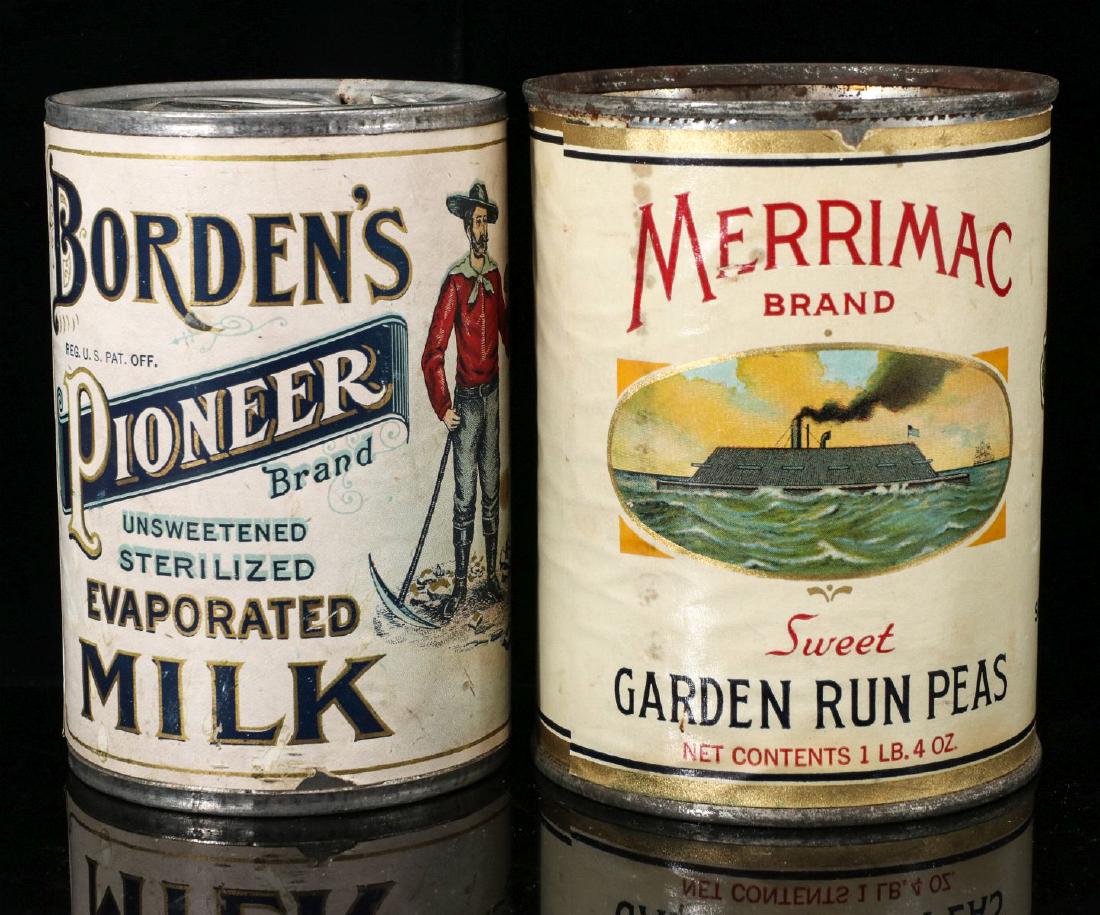 BORDEN'S
REG. U.S. PAT. OFF.
PIONEER
Brand
UNSWEETENED
STERILIZED
EVAPORATED
MILK
MERRIMAC
BRAND
Sweet
GARDEN RUN PEAS
NET CONTENTS 1 LB. 4 OZ.